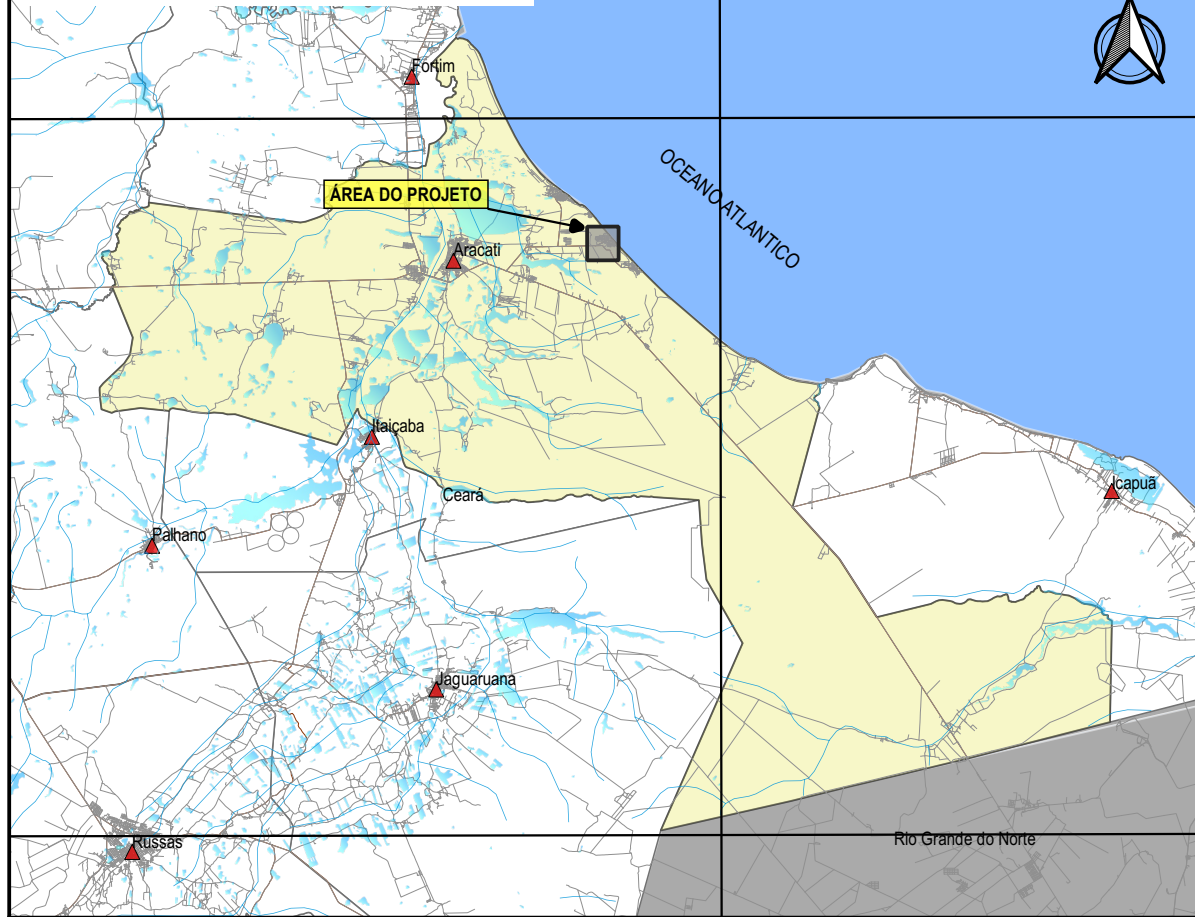 Fortim
OCEANO ATLANTICO
ÁREA DO PROJETO
Aracati
Itaiçaba
Ceará
Icapuã
Palhano
Jaguaruana
Russas
Rio Grande do Norte